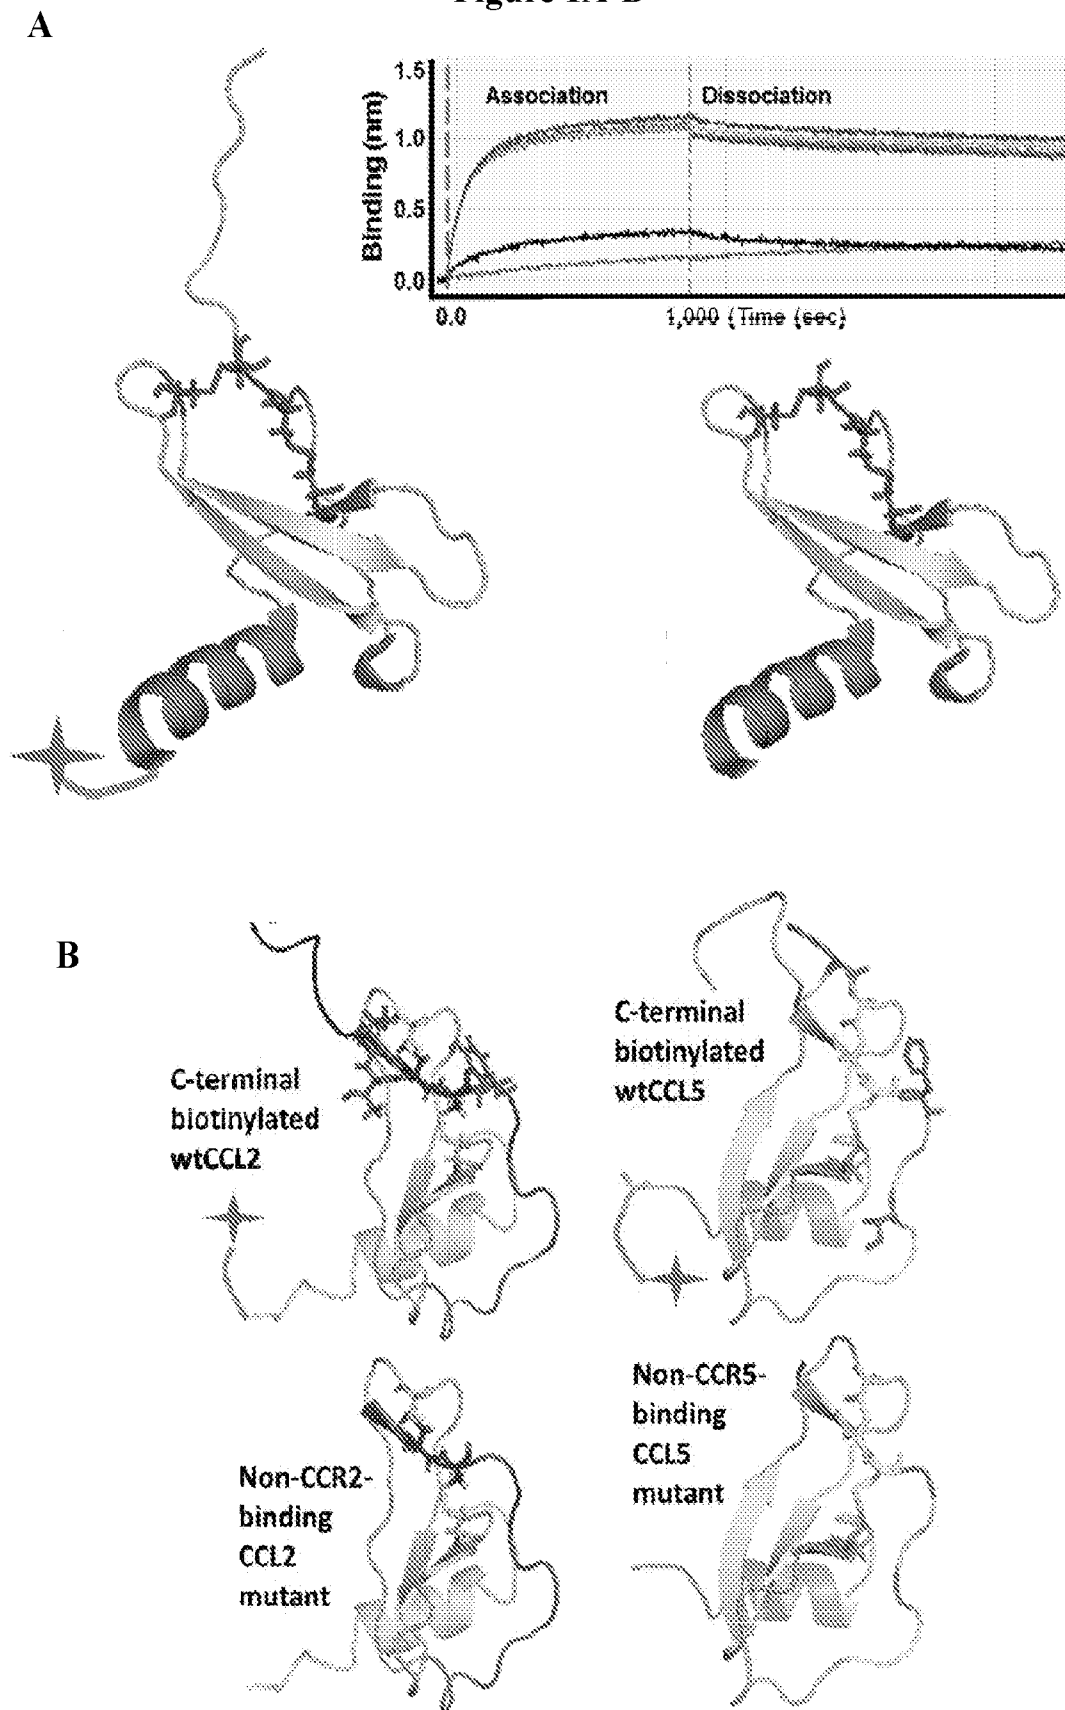 A
1.5
Association
Dissociation
Binding (nm)
1.0
0.5
0.0
0.0
1,000 (Time (sec)
B
C-terminal
biotinylated
wtCCL2
C-terminal
biotinylated
wtCCL5
Non-CCR2-
binding
CCL2
mutant
Non-CCR5-
binding
CCL5
mutant